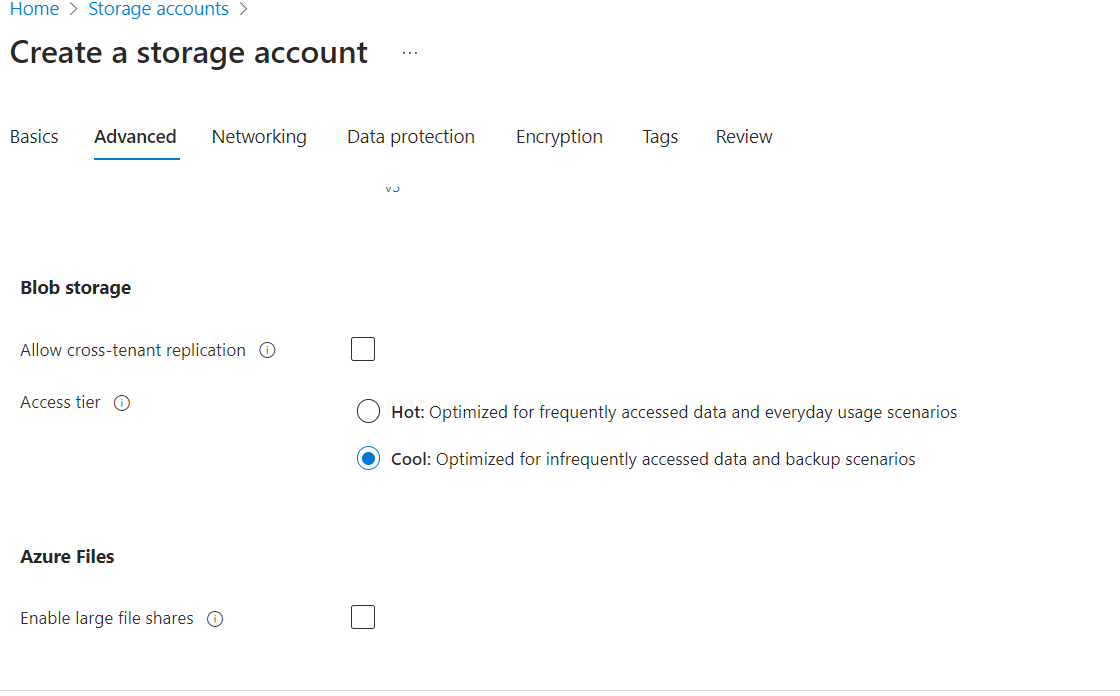 Home > Storage accounts >
Create a storage account ...
Basics Advanced Networking Data protection Encryption Tags Review
v3
Blob storage
Allow cross-tenant replication
Access tier
Hot: Optimized for frequently accessed data and everyday usage scenarios
Cool: Optimized for infrequently accessed data and backup scenarios
Azure Files
Enable large file shares